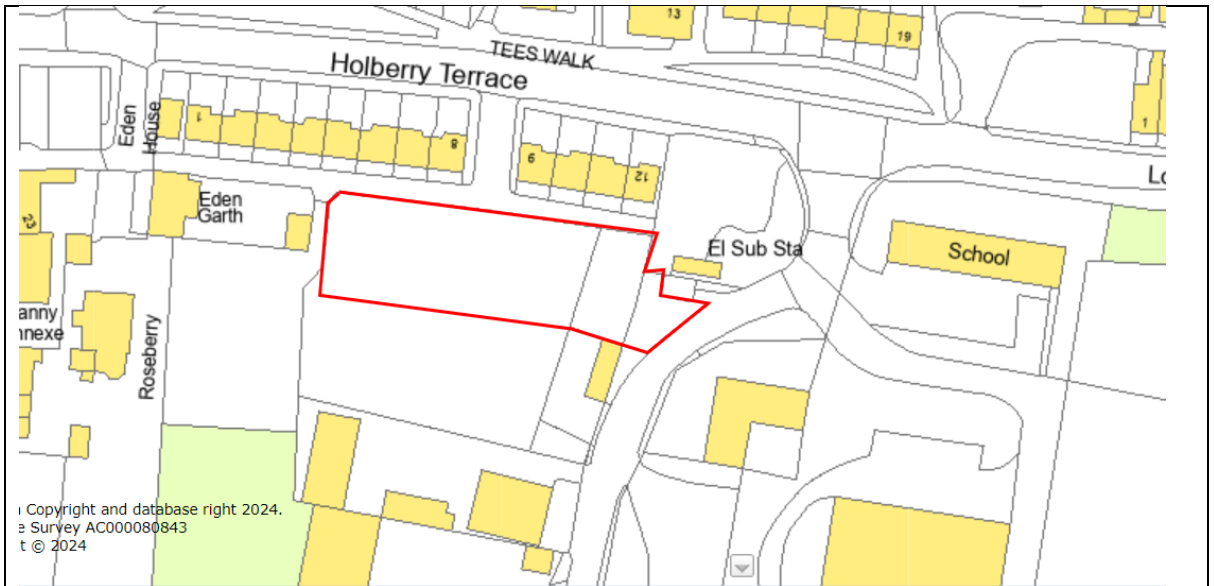 13
19
TEES WALK
Holberry Terrace
Eden
House
1
8
9
12
1
Lo
Eden
Garth
23
El Sub Sta
School
anny
nnexe
Roseberry
Copyright and database right 2024.
e Survey AC000080843
t © 2024